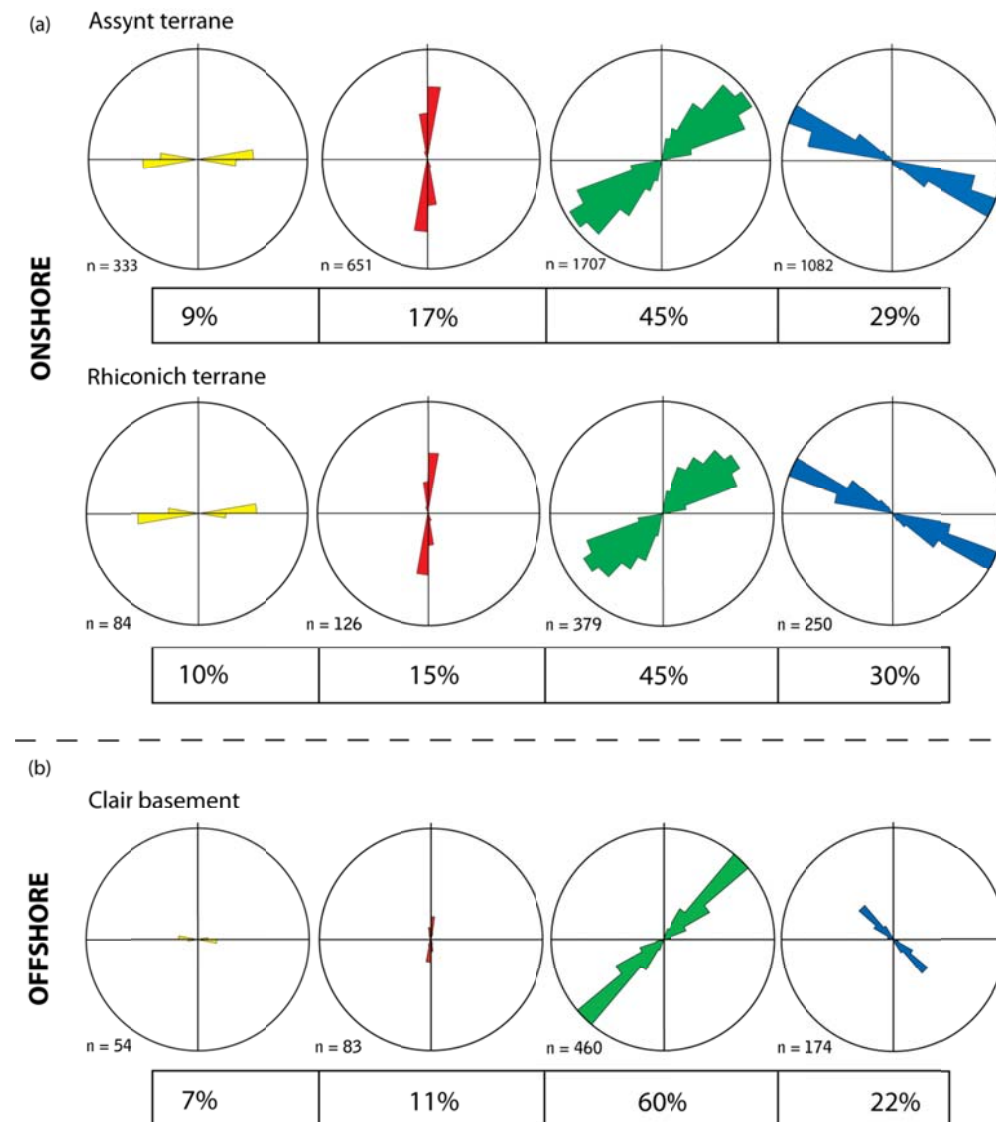 (a) Assynt terrane
ONSHORE
n = 333 n = 651 n = 1707 n = 1082
9% 17% 45% 29%
Rhiconich terrane
n = 84 n = 126 n = 379 n = 250
10% 15% 45% 30%
(b)
Clair basement
OFFSHORE
n = 54 n = 83 n = 460 n = 174
7% 11% 60% 22%